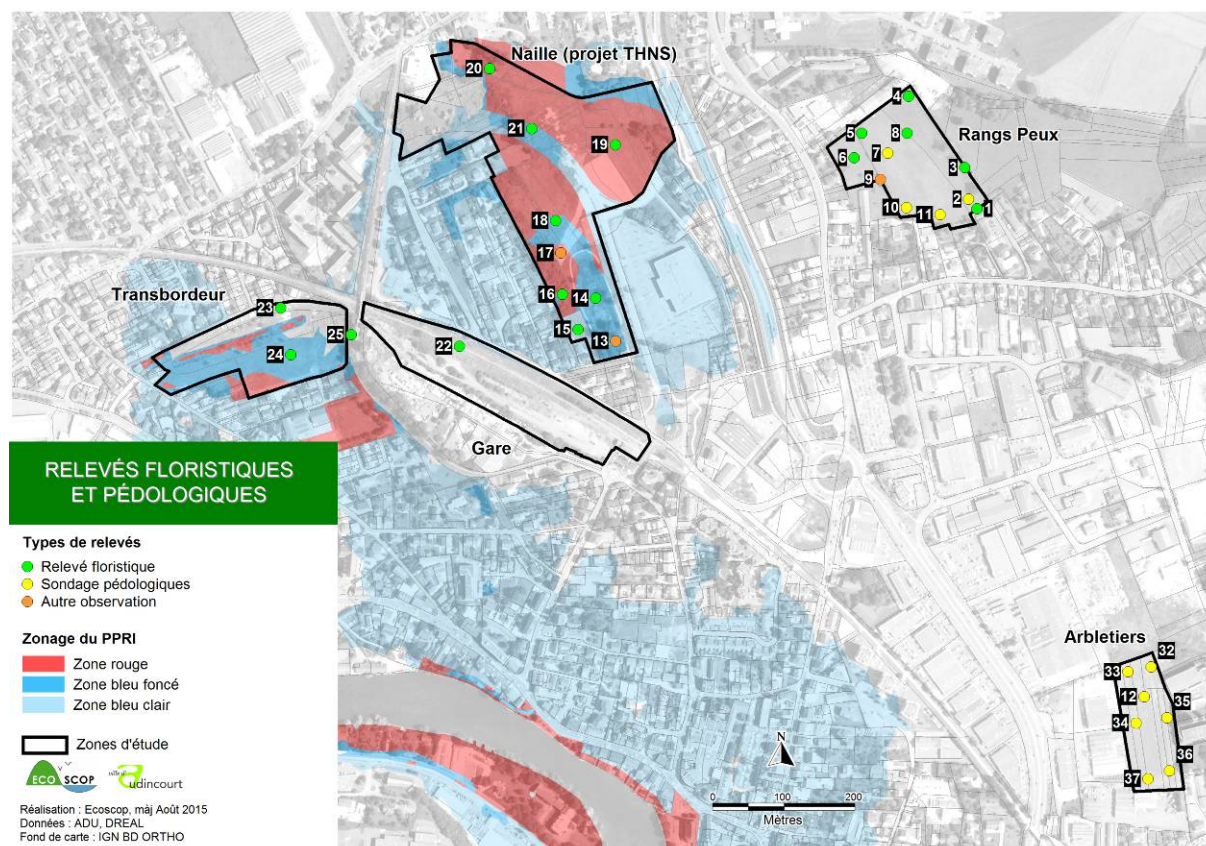 Naille (projet THNS)
20
21
19
18
17
16
14
15
13
4
Rangs Peux
5
8
7
6
3
9
2
10
11
1
Transbordeur
23
25
24
22
Gare
RELEVÉS FLORISTIQUES
ET PÉDOLOGIQUES
Types de relevés
Relevé floristique
Sondage pédologiques
Autre observation
Zonage du PPRI
Zone rouge
Zone bleu foncé
Zone bleu clair
Zones d'étude
ECO SCOP
ville d'audincourt
Réalisation : Ecoscop, màj Août 2015
Données : ADU, DREAL
Fond de carte : IGN BD ORTHO
Arbletiers
32
33
12
35
34
36
37
N
0 100 200
Mètres